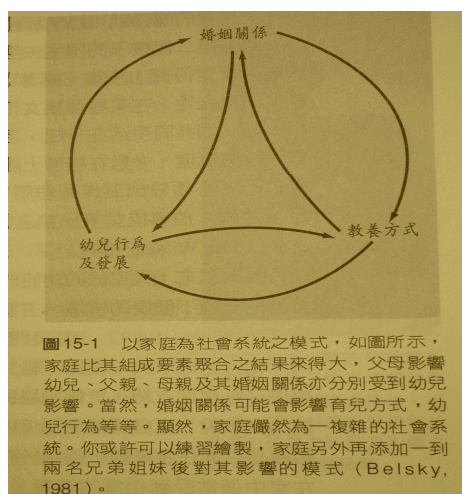 婚姻關係
幼兒行為
及發展
教養方式
圖15-1 以家庭為社會系統之模式，如圖所示，
家庭比其組成要素聚合之結果來得大，父母影響
幼兒、父親、母親及其婚姻關係亦分別受到幼兒
影響。當然，婚姻關係可能會影響育兒方式，幼
兒行為等等。顯然，家庭儼然為一複雜的社會系
統。你或許可以練習繪製，家庭另外再添加一到
兩名兄弟姐妹後對其影響的模式（Belsky,
1981）。